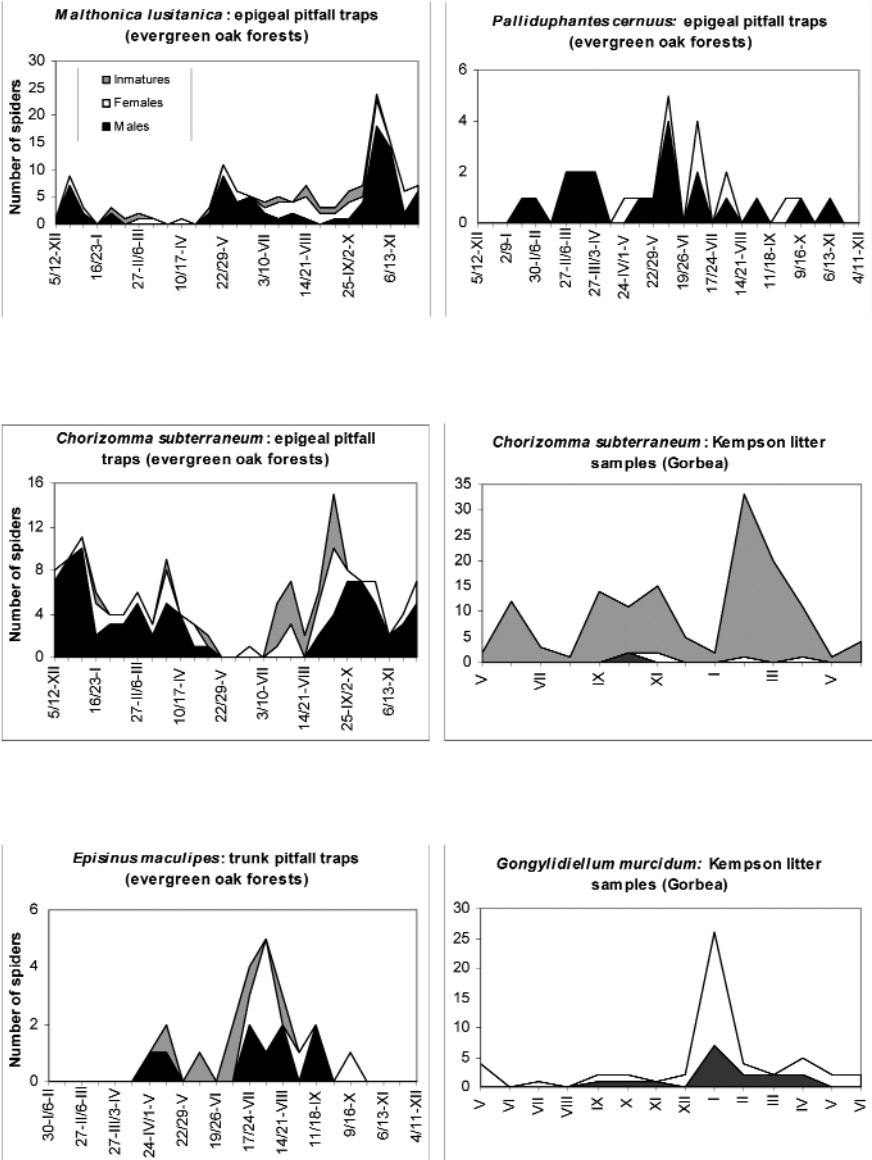 Malthonica lusitanica : epigeal pitfall traps
(evergreen oak forests)
Number of spiders
30
25
20
15
10
5
0
Inmatures
Females
Males
5/12-XII
16/23-I
27-II/6-III
10/17-IV
22/29-V
3/10-VII
14/21-VIII
25-IX/2-X
6/13-XI
Palliduphantes cernuus: epigeal pitfall traps
(evergreen oak forests)
6
4
2
0
5/12-XII
2/9-I
30-I/6-II
27-II/6-III
27-III/3-IV
24-IV/1-V
22/29-V
19/26-VI
17/24-VII
14/21-VIII
11/18-IX
9/16-X
6/13-XI
4/11-XII
Chorizomma subterraneum : epigeal pitfall
traps (evergreen oak forests)
Number of spiders
16
12
8
4
0
5/12-XII
16/23-I
27-II/6-III
10/17-IV
22/29-V
3/10-VII
14/21-VIII
25-IX/2-X
6/13-XI
Chorizomma subterraneum : Kempson litter
samples (Gorbea)
35
30
25
20
15
10
5
0
V
VII
IX
XI
I
III
V
Episinus maculipes: trunk pitfall traps
(evergreen oak forests)
Number of spiders
6
4
2
0
30-I/6-II
27-II/6-III
27-III/3-IV
24-IV/1-V
22/29-V
19/26-VI
17/24-VII
14/21-VIII
11/18-IX
9/16-X
6/13-XI
4/11-XII
Gongylidiellum murcidum: Kempson litter
samples (Gorbea)
30
25
20
15
10
5
0
V
VI
VII
VIII
IX
X
XI
XII
I
II
III
IV
V
VI